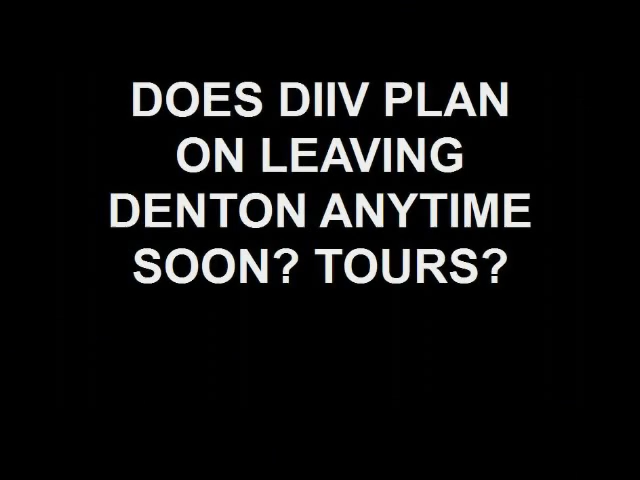 DOES DIIV PLAN
ON LEAVING
DENTON ANYTIME
SOON? TOURS?